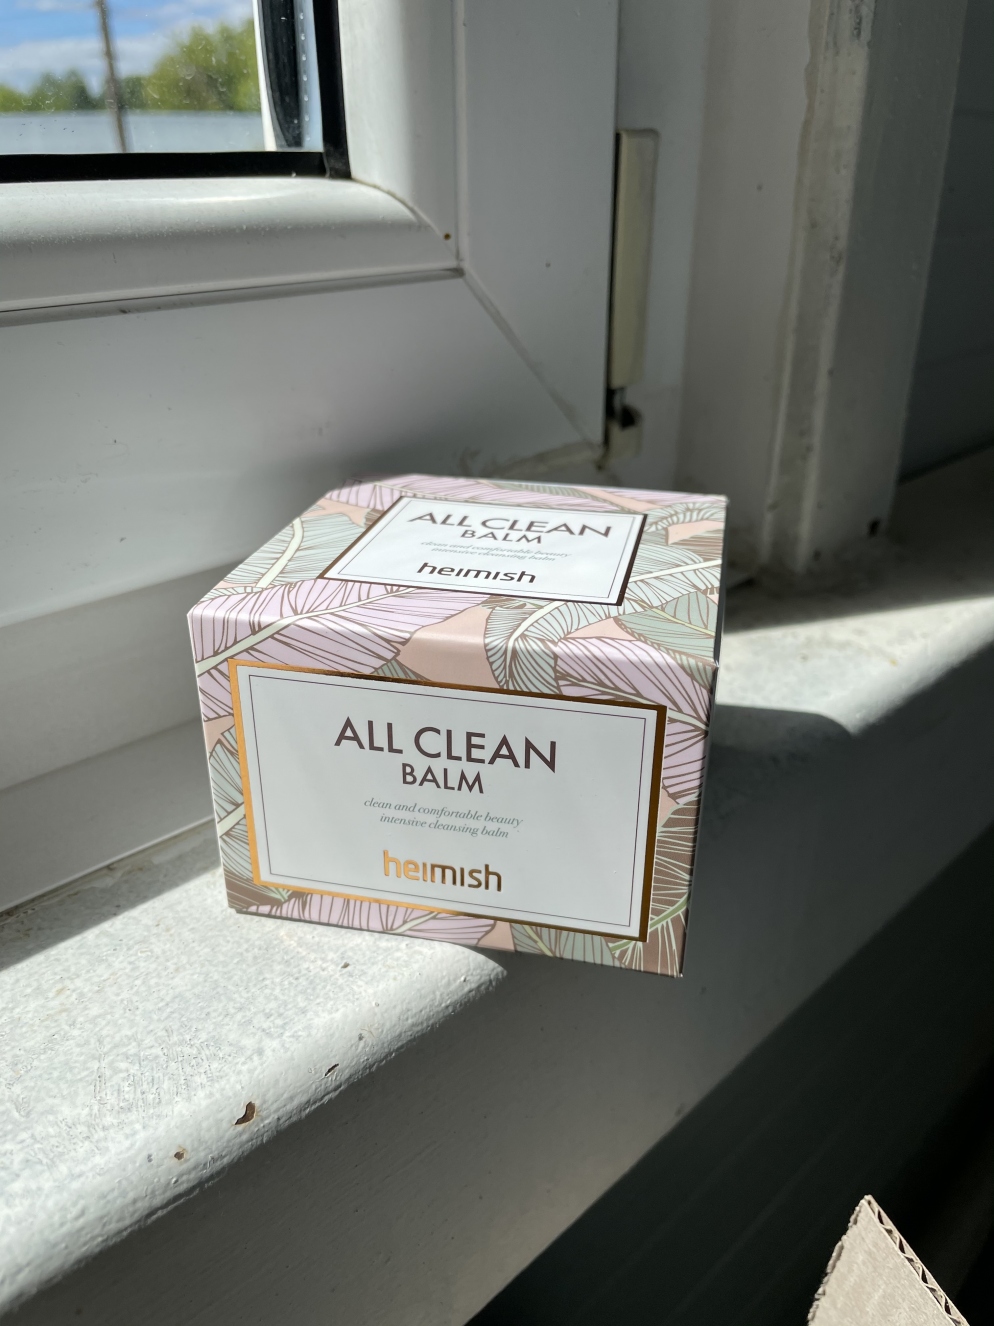 ALL CLEAN
BALM
clean and comfortable beauty
intensive cleansing balm
heimish
ALL CLEAN
BALM
clean and comfortable beauty
intensive cleansing balm
heimish